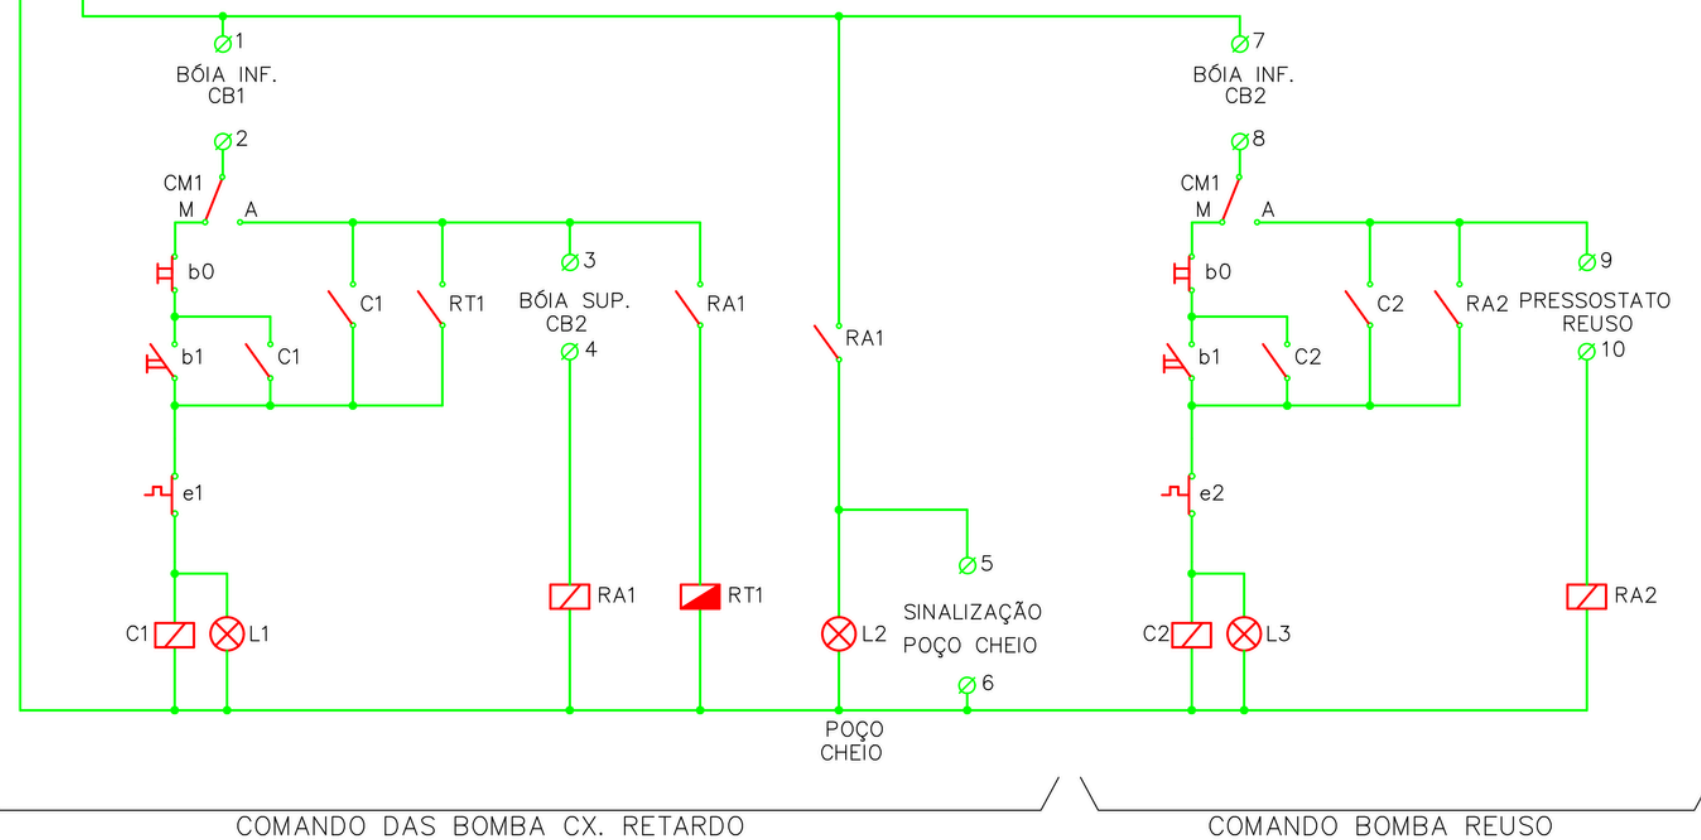 1
BÓIA INF.
CB1
2
CM1
M A
b0
b1
C1
C1
RT1
3
BÓIA SUP.
CB2
4
RA1
e1
C1
L1
RA1
RT1
RA1
L2
5
SINALIZAÇÃO
POÇO CHEIO
6
POÇO
CHEIO
7
BÓIA INF.
CB2
8
CM1
M A
b0
b1
C2
C2
RA2
9
PRESSOSTATO
REUSO
10
e2
C2
L3
RA2
COMANDO DAS BOMBA CX. RETARDO
COMANDO BOMBA REUSO